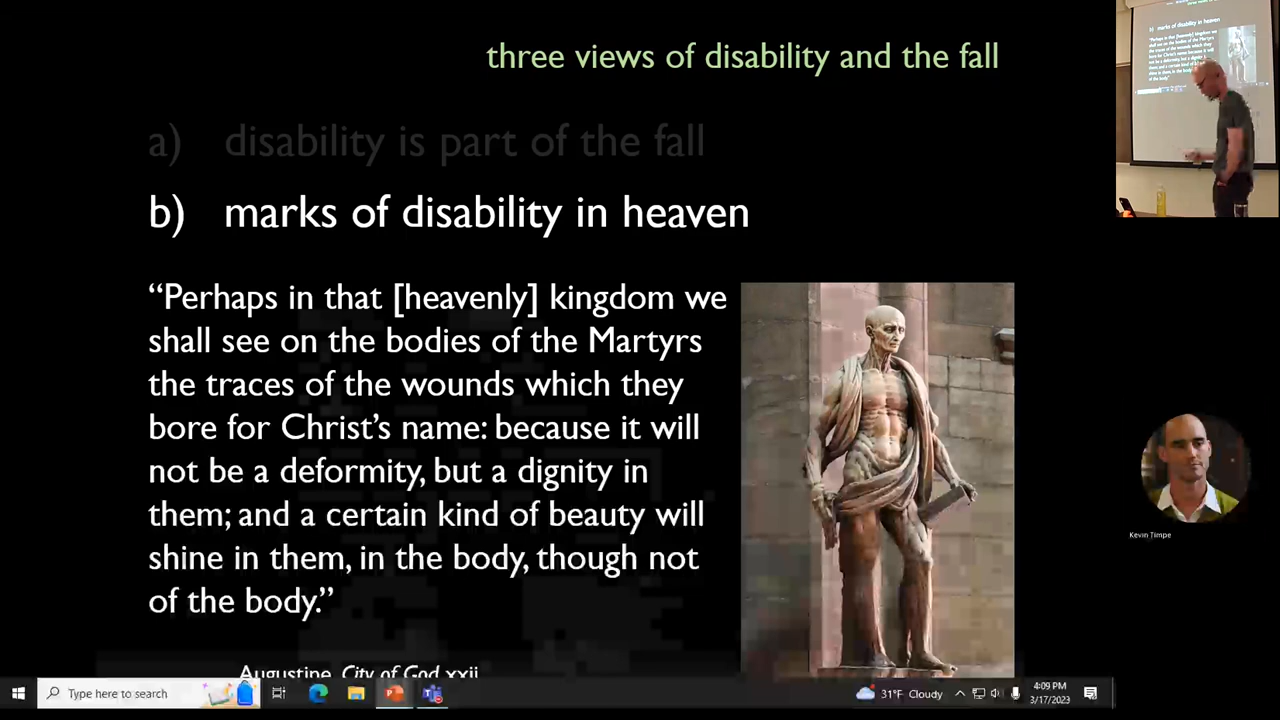 three views of disability and the fall
a) disability is part of the fall
b) marks of disability in heaven
“Perhaps in that [heavenly] kingdom we
shall see on the bodies of the Martyrs
the traces of the wounds which they
bore for Christ’s name: because it will
not be a deformity, but a dignity in
them; and a certain kind of beauty will
shine in them, in the body, though not
of the body.”
Augustine, City of God xxii
Kevin Timpe
Type here to search
31°F Cloudy
4:09 PM
3/17/2023